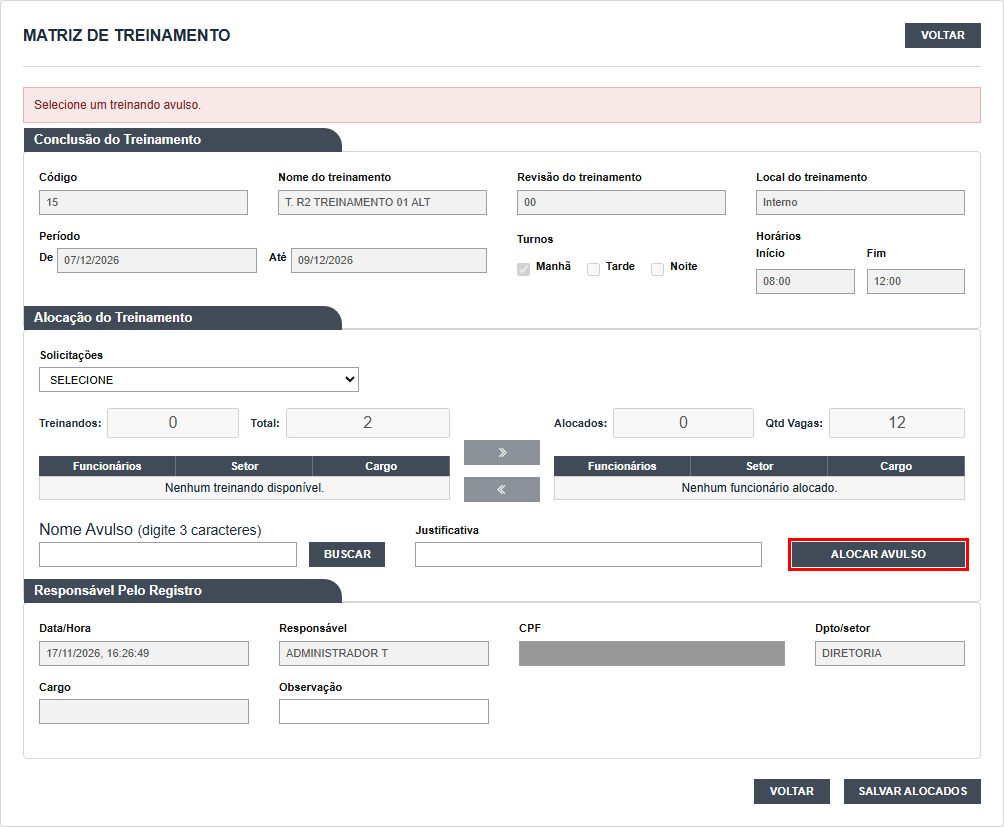 MATRIZ DE TREINAMENTO
VOLTAR
Selecione um treinando avulso.
Conclusão do Treinamento
Código
Nome do treinamento
Revisão do treinamento
Local do treinamento
15
T. R2 TREINAMENTO 01 ALT
00
Interno
Período
Turnos
Horários
De 07/12/2026 Até 09/12/2026
Manhã Tarde Noite
Início Fim
08:00 12:00
Alocação do Treinamento
Solicitações
SELECIONE
Treinandos: 0 Total: 2
Alocados: 0 Qtd Vagas: 12
»
Funcionários Setor Cargo
Nenhum treinando disponível.
«
Funcionários Setor Cargo
Nenhum funcionário alocado.
Nome Avulso (digite 3 caracteres)
BUSCAR
Justificativa
ALOCAR AVULSO
Responsável Pelo Registro
Data/Hora
Responsável
CPF
Dpto/setor
17/11/2026, 16:26:49
ADMINISTRADOR T
DIRETORIA
Cargo
Observação
VOLTAR
SALVAR ALOCADOS